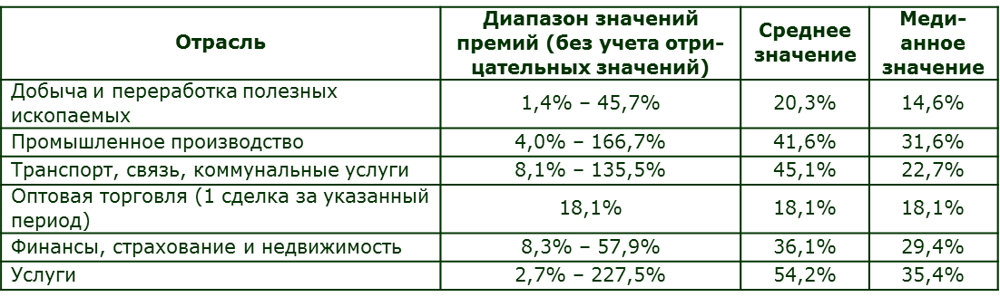 Отрасль
Диапазон значений
премий (без учета отри-
цательных значений)
Среднее
значение
Меди-
анное
значение
Добыча и переработка полезных
ископаемых
1,4% – 45,7%
20,3%
14,6%
Промышленное производство
4,0% – 166,7%
41,6%
31,6%
Транспорт, связь, коммунальные услуги
8,1% – 135,5%
45,1%
22,7%
Оптовая торговля (1 сделка за указанный
период)
18,1%
18,1%
18,1%
Финансы, страхование и недвижимость
8,3% – 57,9%
36,1%
29,4%
Услуги
2,7% – 227,5%
54,2%
35,4%